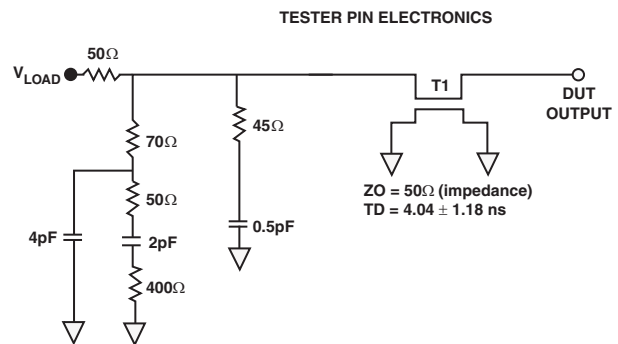 TESTER PIN ELECTRONICS
50Ω
VLOAD
T1
DUT
OUTPUT
70Ω
45Ω
50Ω
ZO = 50Ω (impedance)
TD = 4.04 ± 1.18 ns
4pF
2pF
0.5pF
400Ω